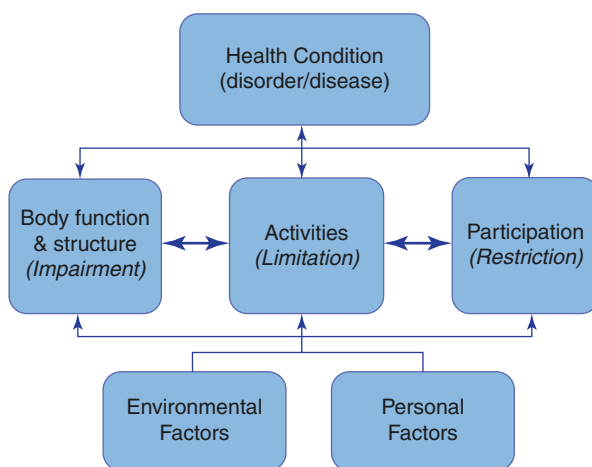 Health Condition
(disorder/disease)
Body function
& structure
(Impairment)
Activities
(Limitation)
Participation
(Restriction)
Environmental
Factors
Personal
Factors